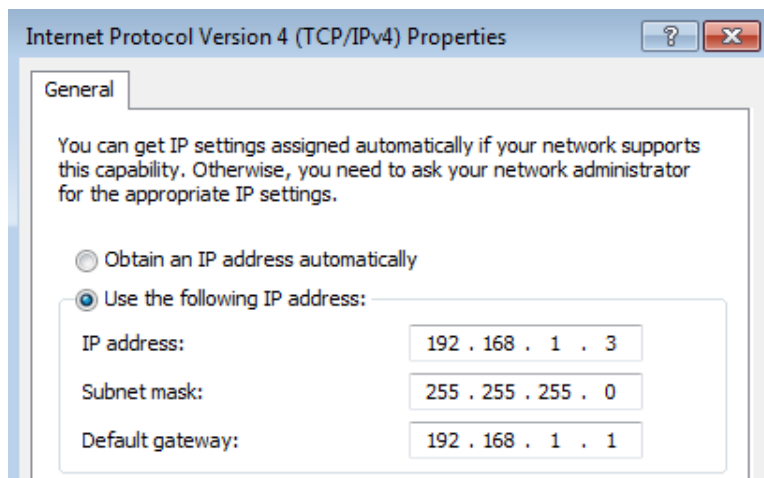 Internet Protocol Version 4 (TCP/IPv4) Properties
General
You can get IP settings assigned automatically if your network supports
this capability. Otherwise, you need to ask your network administrator
for the appropriate IP settings.
Obtain an IP address automatically
Use the following IP address:
IP address: 192 . 168 . 1 . 3
Subnet mask: 255 . 255 . 255 . 0
Default gateway: 192 . 168 . 1 . 1